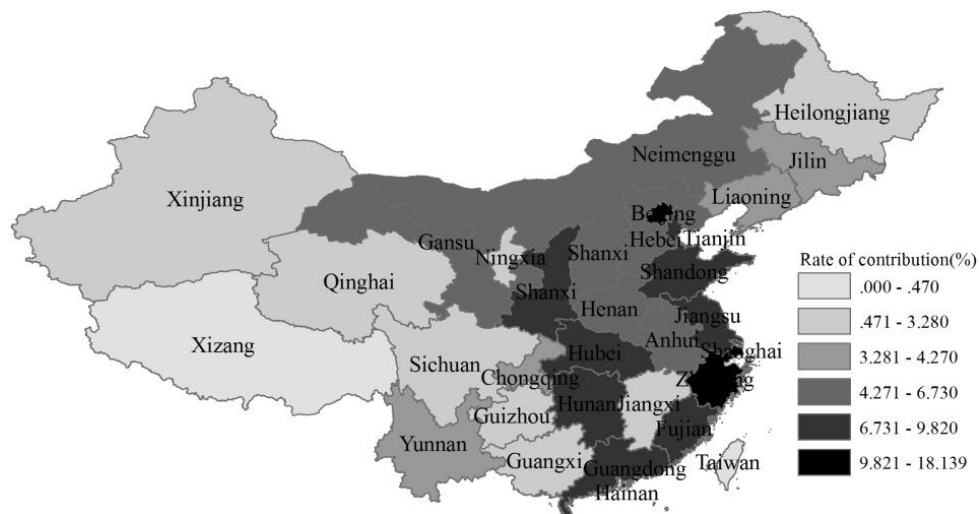 Heilongjiang
Neimenggu
Jilin
Xinjiang
Liaoning
Beijing
Gansu
Ningxia
Shanxi
Hebei
Tianjin
Rate of contribution(%)
Qinghai
Shandong
.000 - .470
Shanxi
Henan
Jiangsu
.471 - 3.280
Xizang
Anhui
Shanghai
Sichuan
Hubei
3.281 - 4.270
Chongqing
Guizhou
Hunan
Jiangxi
4.271 - 6.730
Yunnan
Fujian
6.731 - 9.820
Guangxi
Guangdong
Taiwan
9.821 - 18.139
Hainan